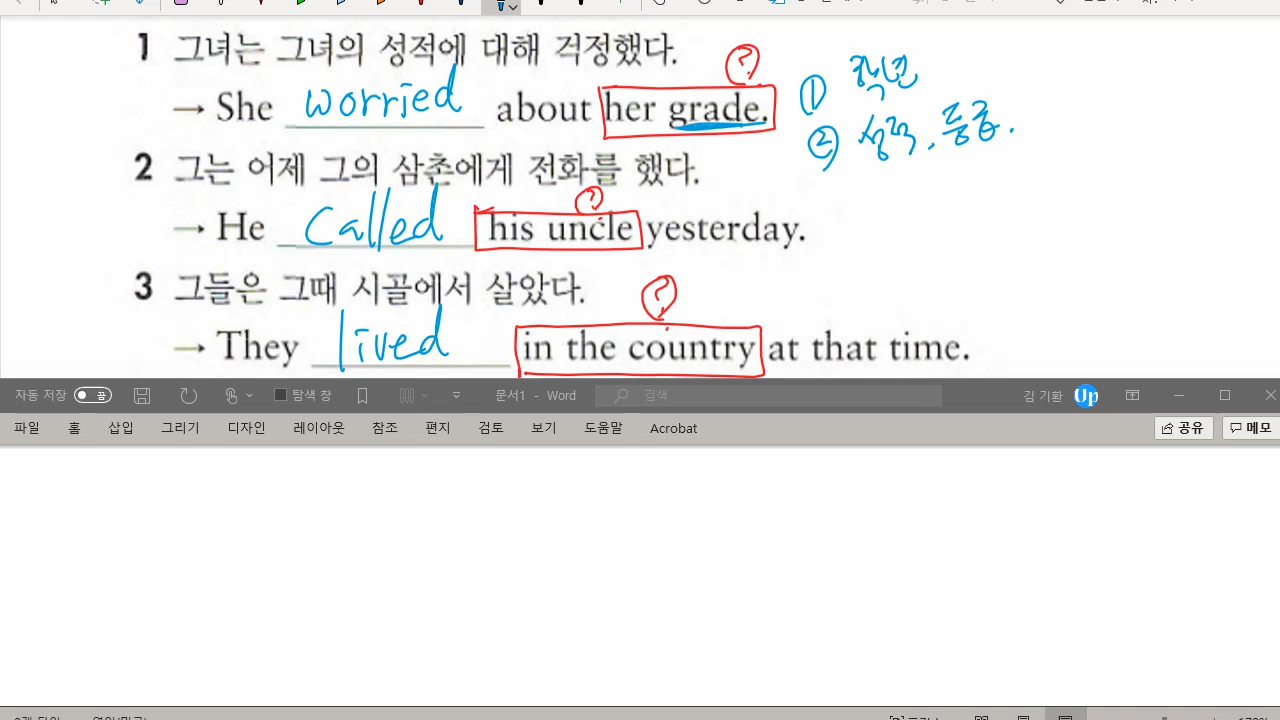 1 그녀는 그녀의 성적에 대해 걱정했다.
?
① 학년
→ She worried about her grade.
② 성적, 등급.
2 그는 어제 그의 삼촌에게 전화를 했다.
?
→ He called his uncle yesterday.
3 그들은 그때 시골에서 살았다.
?
→ They lived in the country at that time.
자동 저장 끔 탐색 창 문서1 - Word 검색 김 기환 Up
파일 홈 삽입 그리기 디자인 레이아웃 참조 편지 검토 보기 도움말 Acrobat 공유 메모